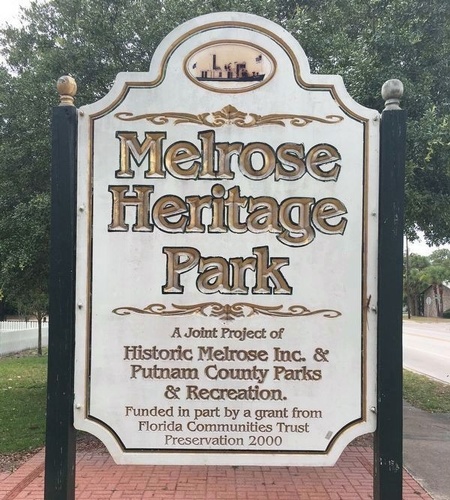 Melrose
Heritage
Park
A Joint Project of
Historic Melrose Inc. &
Putnam County Parks
& Recreation.
Funded in part by a grant from
Florida Communities Trust
Preservation 2000